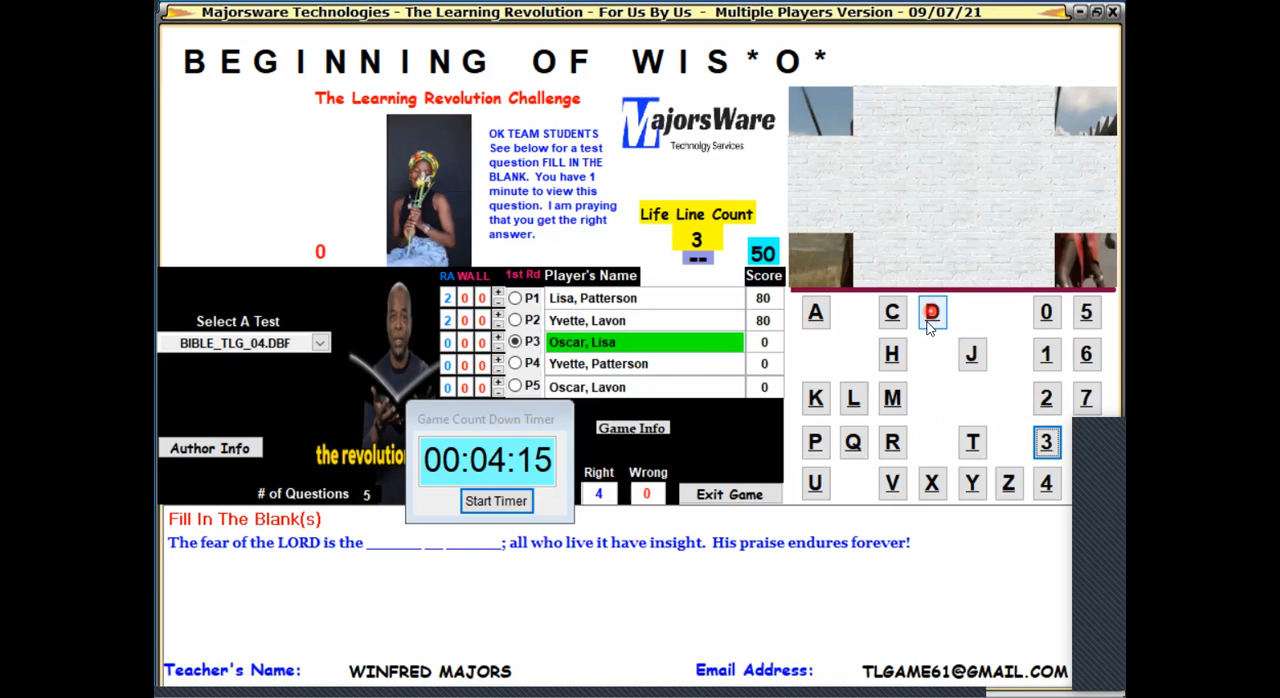 Majorsware Technologies - The Learning Revolution - For Us By Us - Multiple Players Version - 09/07/21
BEGINNING OF WIS*O*
The Learning Revolution Challenge
MajorsWare
Technolgy Services
OK TEAM STUDENTS
See below for a test
question FILL IN THE
BLANK. You have 1
minute to view this
question. I am praying
that you get the right
answer.
Life Line Count
3
--
50
0
RA WA LL 1st Rd Player's Name Score
2 0 0 + - P1 Lisa, Patterson 80
2 0 0 + - P2 Yvette, Lavon 80
0 0 0 + - P3 Oscar, Lisa 0
0 0 0 + - P4 Yvette, Patterson 0
0 0 0 + - P5 Oscar, Lavon 0
Select A Test
BIBLE_TLG_04.DBF
Author Info
the revolutio
# of Questions 5
Game Count Down Timer
00:04:15
Start Timer
Game Info
Right Wrong
4 0
Exit Game
A C D 0 5
H J 1 6
K L M 2 7
P Q R T 3
U V X Y Z 4
Fill In The Blank(s)
The fear of the LORD is the _______ __ _______; all who live it have insight. His praise endures forever!
Teacher's Name: WINFRED MAJORS Email Address: TLGAME61@GMAIL.COM